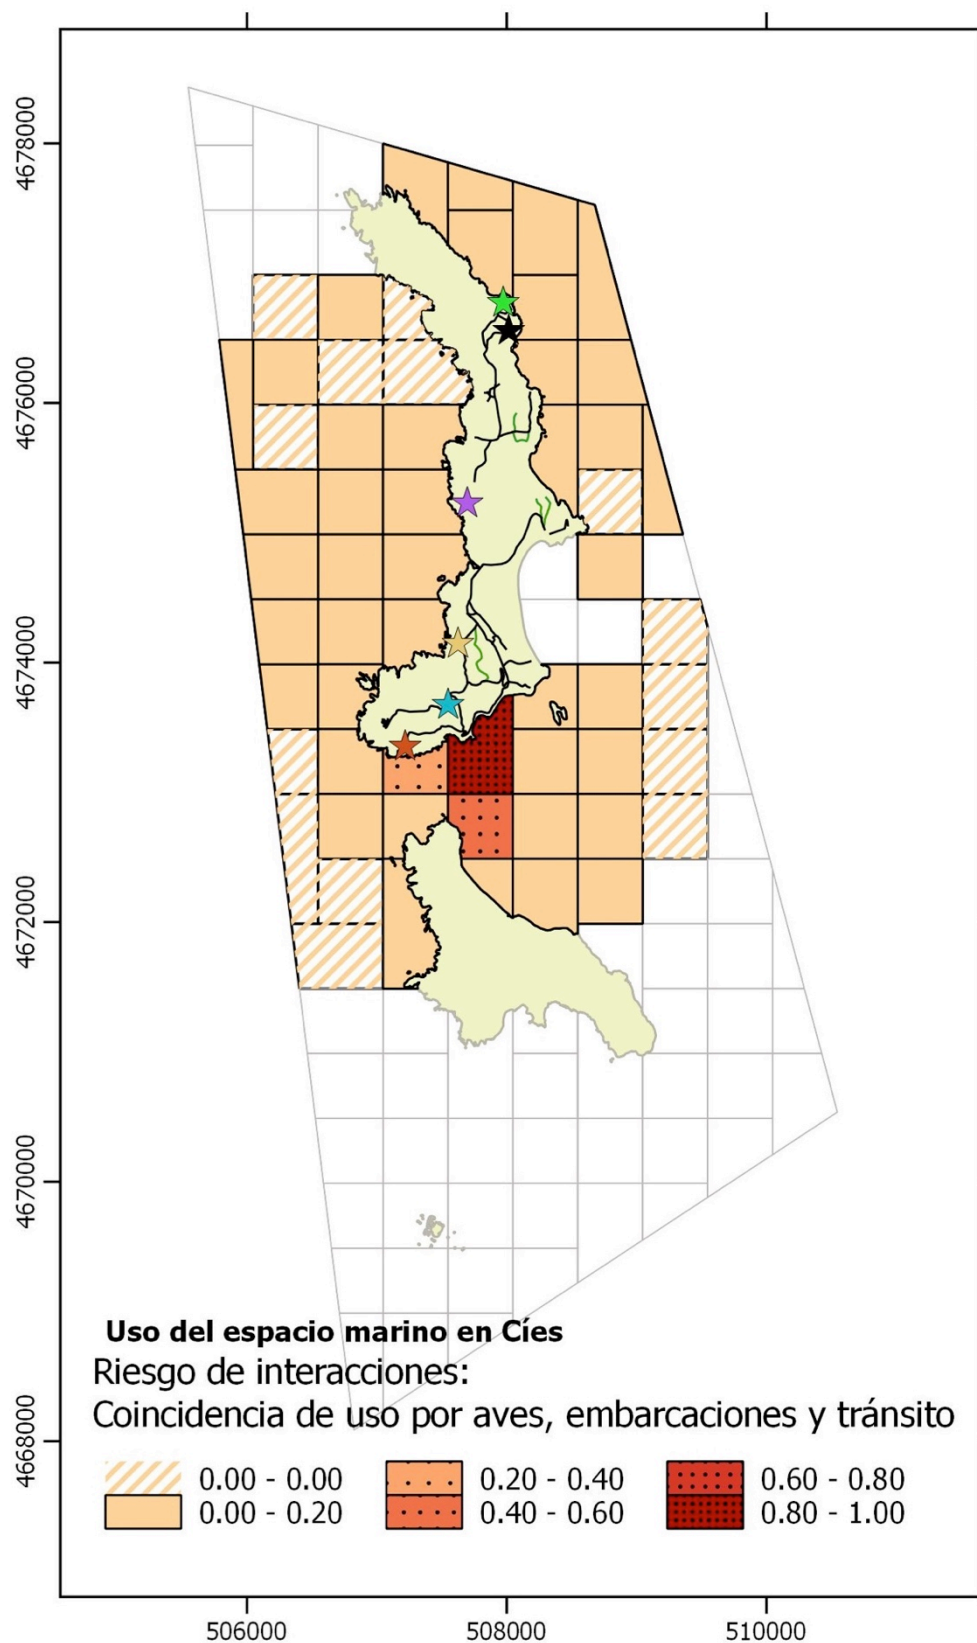 4678000
4676000
4674000
4672000
4670000
4668000
Uso del espacio marino en Cíes
Riesgo de interacciones:
Coincidencia de uso por aves, embarcaciones y tránsito
0.00 - 0.00
0.20 - 0.40
0.60 - 0.80
0.00 - 0.20
0.40 - 0.60
0.80 - 1.00
506000
508000
510000